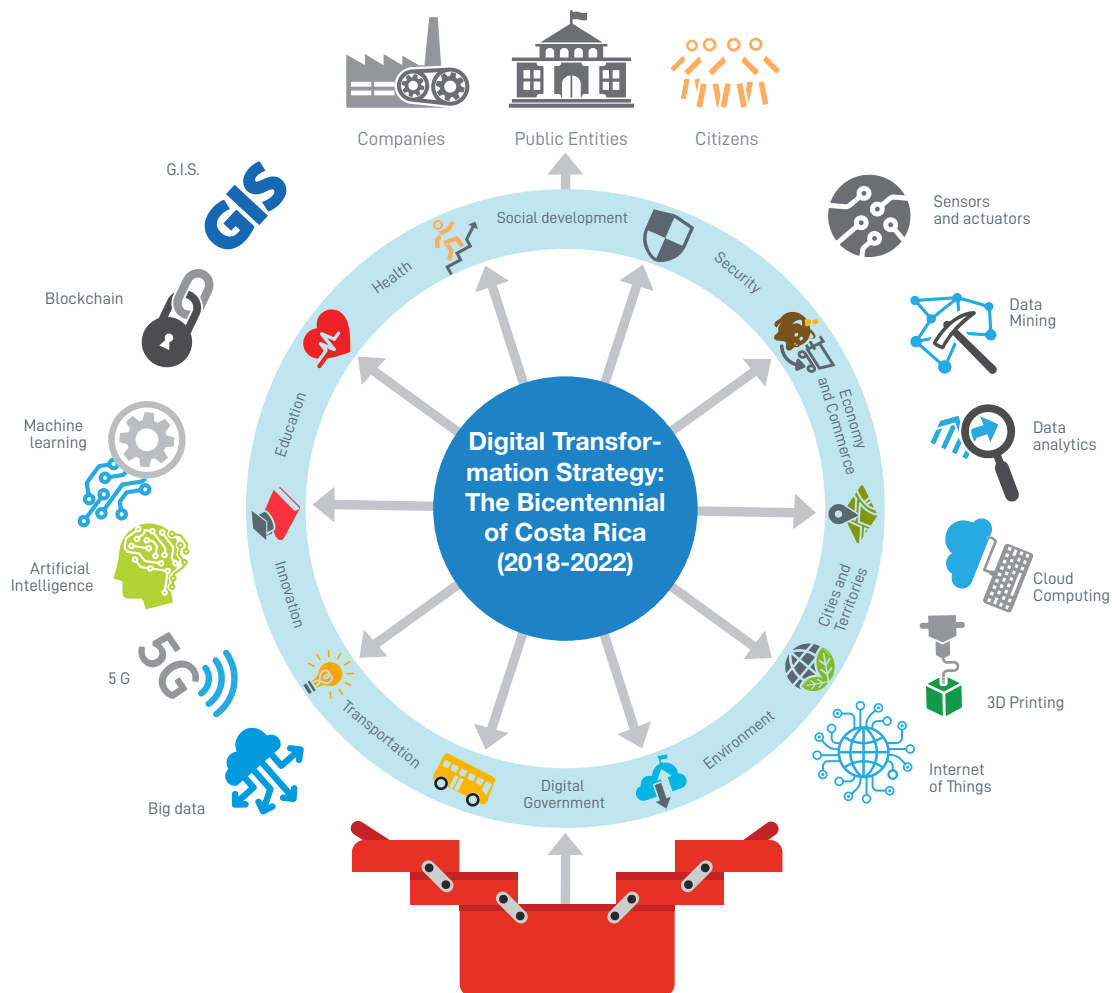 Companies
Public Entities
Citizens
G.I.S.
GIS
Blockchain
Machine
learning
Artificial
Intelligence
5 G
5G
Big data
Social development
Security
Economy
and Commerce
Cities and
Territories
Environment
Digital
Government
Transportation
Innovation
Education
Health
Digital Transfor-
mation Strategy:
The Bicentennial
of Costa Rica
(2018-2022)
Sensors
and actuators
Data
Mining
Data
analytics
Cloud
Computing
3D Printing
Internet
of Things